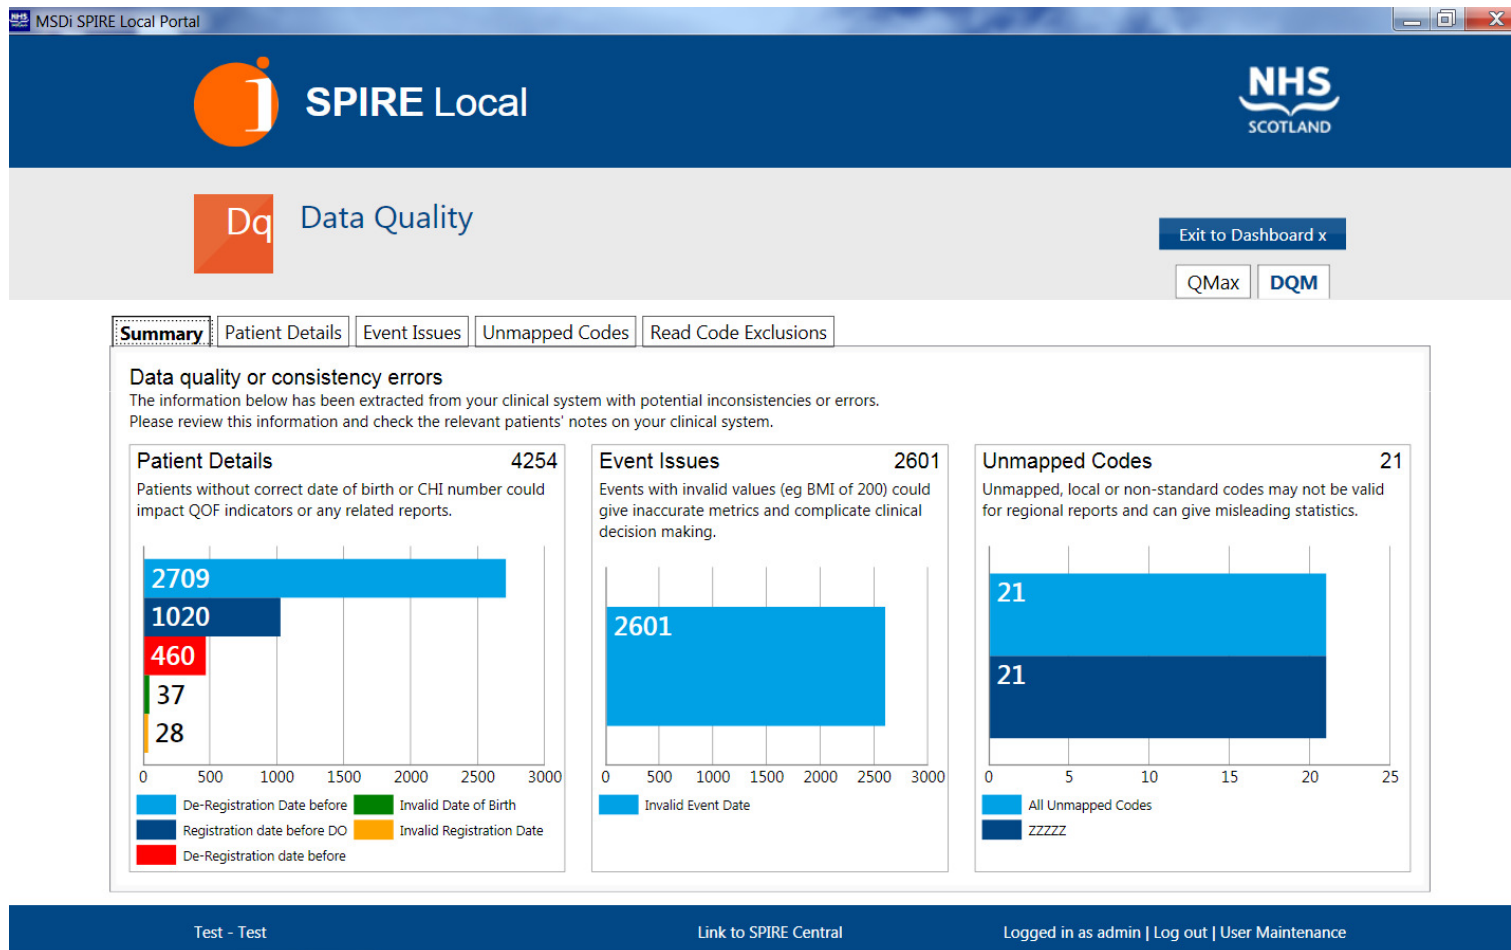 MSDi SPIRE Local Portal
SPIRE Local
NHS
SCOTLAND
Dq
Data Quality
Exit to Dashboard x
QMax
DQM
Summary
Patient Details
Event Issues
Unmapped Codes
Read Code Exclusions
Data quality or consistency errors
The information below has been extracted from your clinical system with potential inconsistencies or errors.
Please review this information and check the relevant patients' notes on your clinical system.
Patient Details 4254
Patients without correct date of birth or CHI number could
impact QOF indicators or any related reports.
2709
1020
460
37
28
0 500 1000 1500 2000 2500 3000
De-Registration Date before
Invalid Date of Birth
Registration date before DO
Invalid Registration Date
De-Registration date before
Event Issues 2601
Events with invalid values (eg BMI of 200) could
give inaccurate metrics and complicate clinical
decision making.
2601
0 500 1000 1500 2000 2500 3000
Invalid Event Date
Unmapped Codes 21
Unmapped, local or non-standard codes may not be valid
for regional reports and can give misleading statistics.
21
21
0 5 10 15 20 25
All Unmapped Codes
ZZZZZ
Test - Test
Link to SPIRE Central
Logged in as admin | Log out | User Maintenance